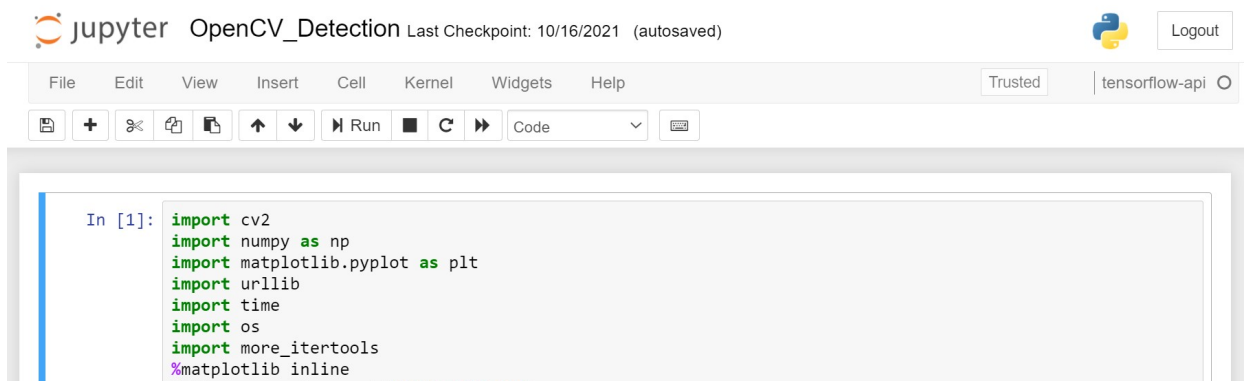 jupyter OpenCV_Detection Last Checkpoint: 10/16/2021 (autosaved) Logout
File Edit View Insert Cell Kernel Widgets Help Trusted tensorflow-api
Run Code
In [1]: import cv2
import numpy as np
import matplotlib.pyplot as plt
import urllib
import time
import os
import more_itertools
%matplotlib inline